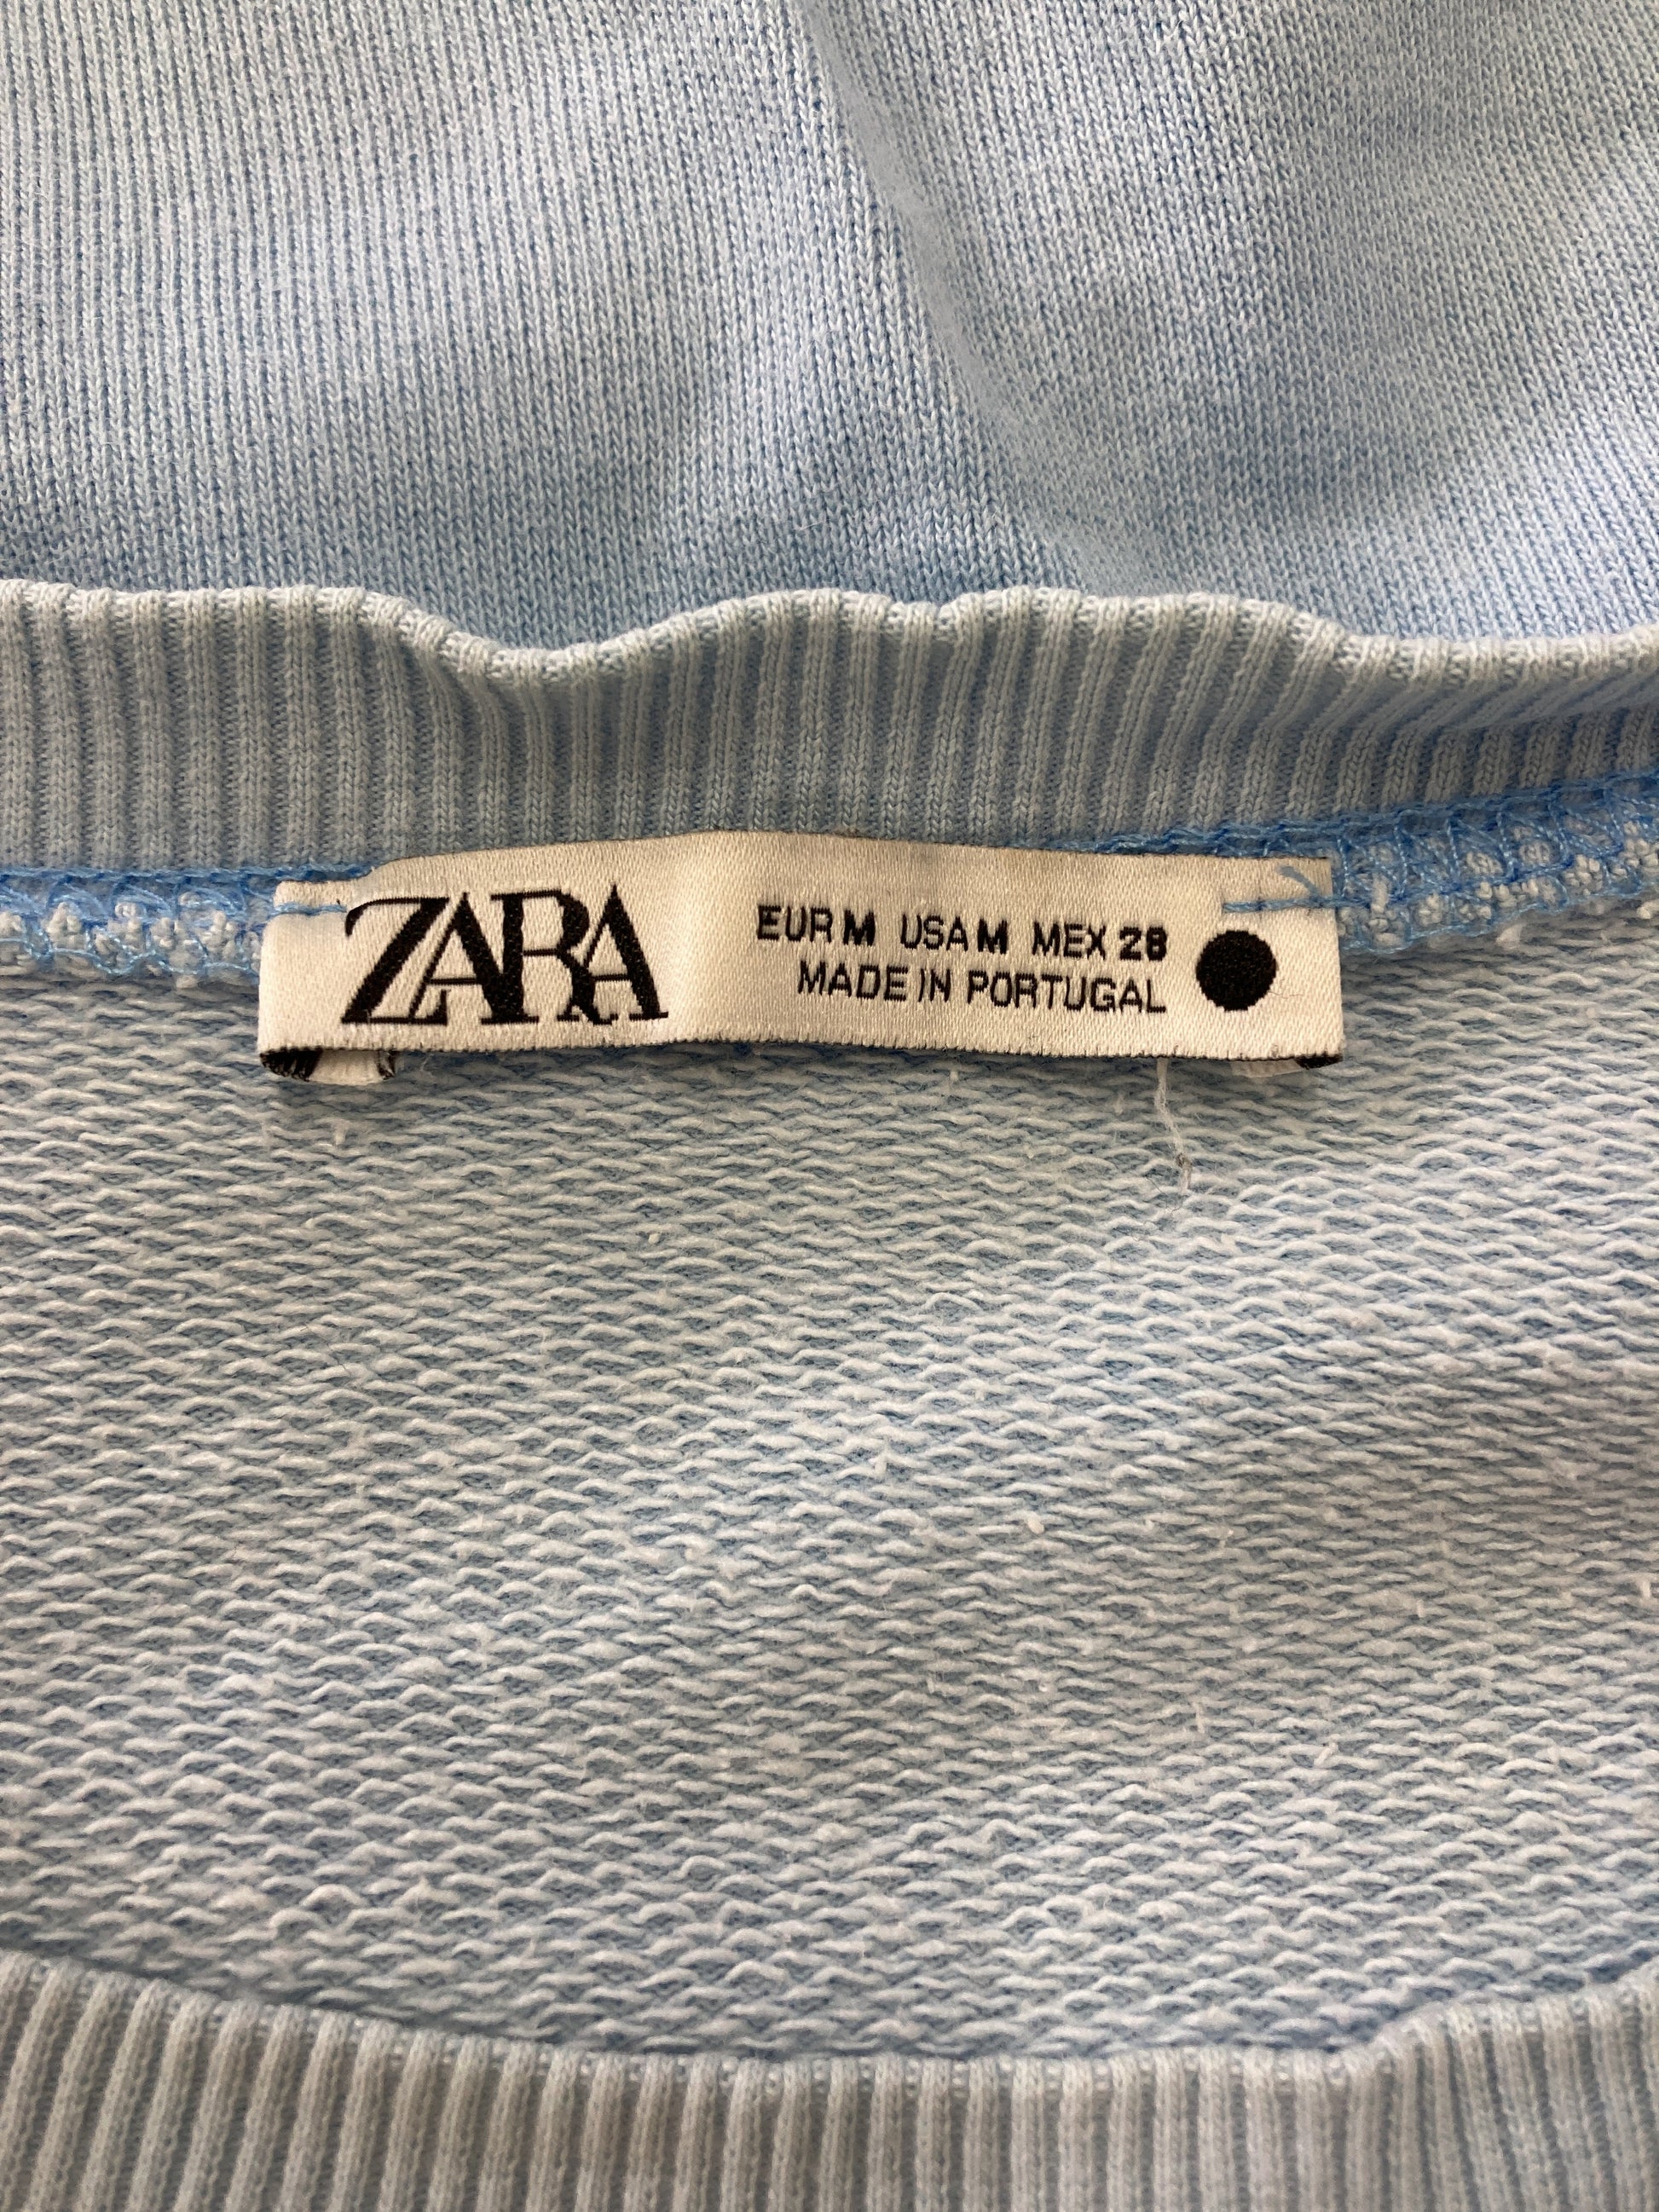 ZARA
EUR M USA M MEX 28
MADE IN PORTUGAL